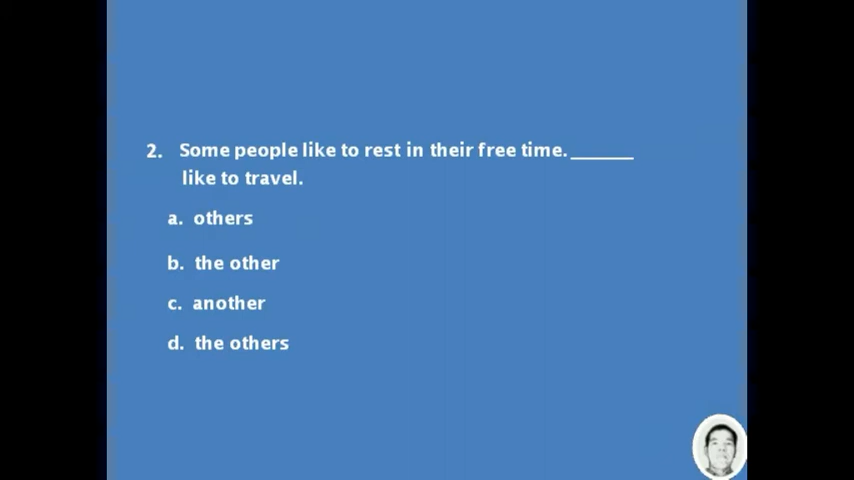 2. Some people like to rest in their free time. ______
like to travel.
a. others
b. the other
c. another
d. the others